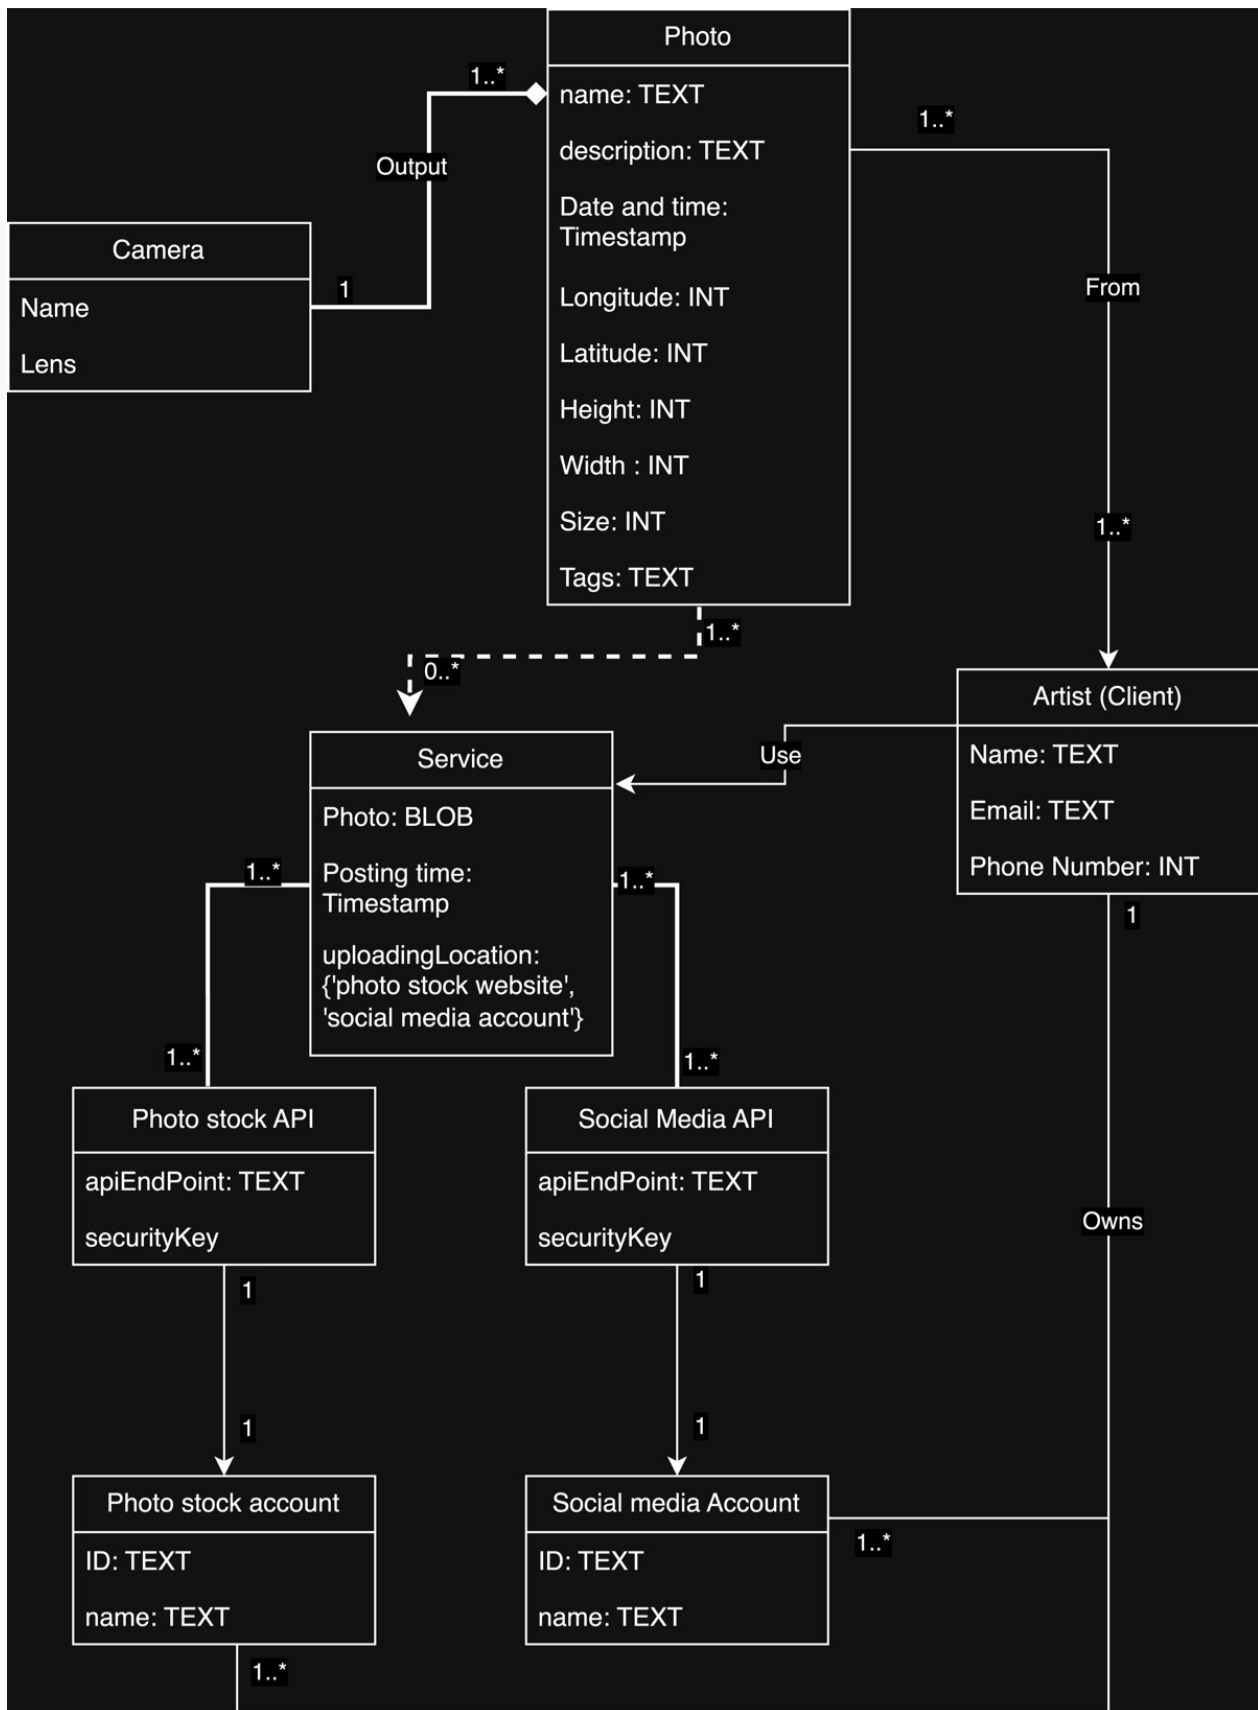 Photo
1..*
name: TEXT
1..*
description: TEXT
Output
Date and time:
Timestamp
Camera
1
Name
Longitude: INT
From
Lens
Latitude: INT
Height: INT
Width : INT
Size: INT
1..*
Tags: TEXT
1..*
0..*
Artist (Client)
Service
Use
Name: TEXT
Photo: BLOB
Email: TEXT
1..*
Posting time:
Timestamp
1..*
Phone Number: INT
1
uploadingLocation:
{'photo stock website',
'social media account'}
1..*
1..*
Photo stock API
Social Media API
apiEndPoint: TEXT
apiEndPoint: TEXT
Owns
securityKey
securityKey
1
1
1
1
Photo stock account
Social media Account
1..*
ID: TEXT
ID: TEXT
name: TEXT
name: TEXT
1..*